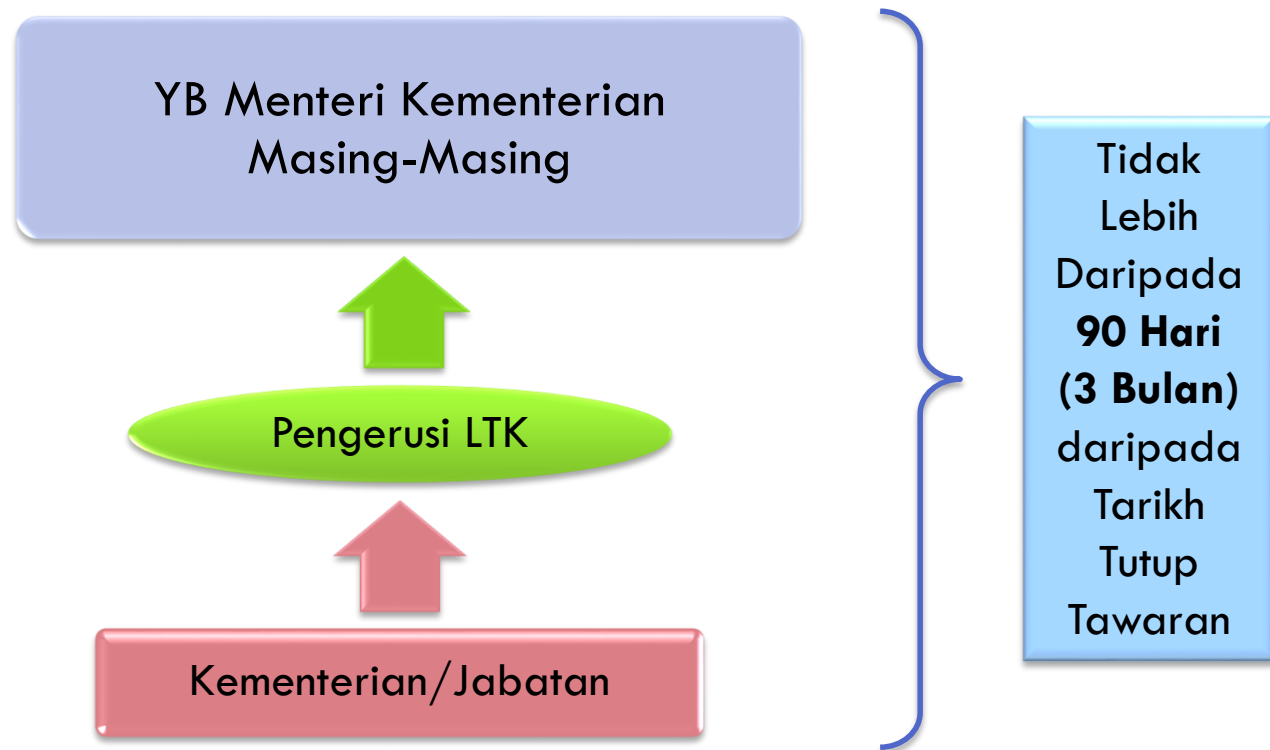 YB Menteri Kementerian
Masing-Masing
Pengerusi LTK
Kementerian/Jabatan
Tidak
Lebih
Daripada
90 Hari
(3 Bulan)
daripada
Tarikh
Tutup
Tawaran